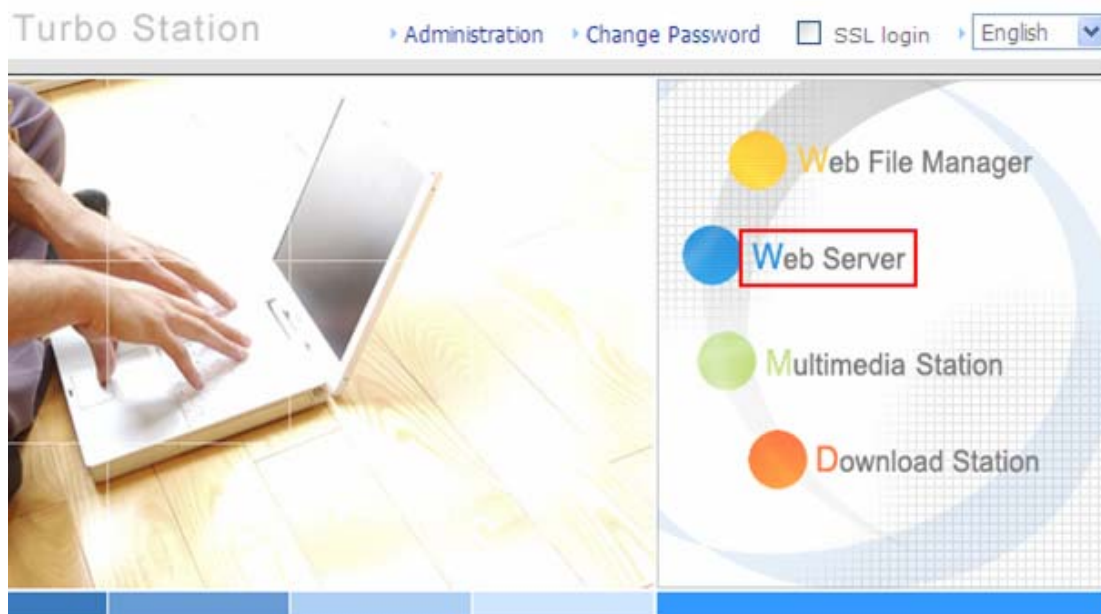 Turbo Station
Administration Change Password SSL login English
Web File Manager
Web Server
Multimedia Station
Download Station